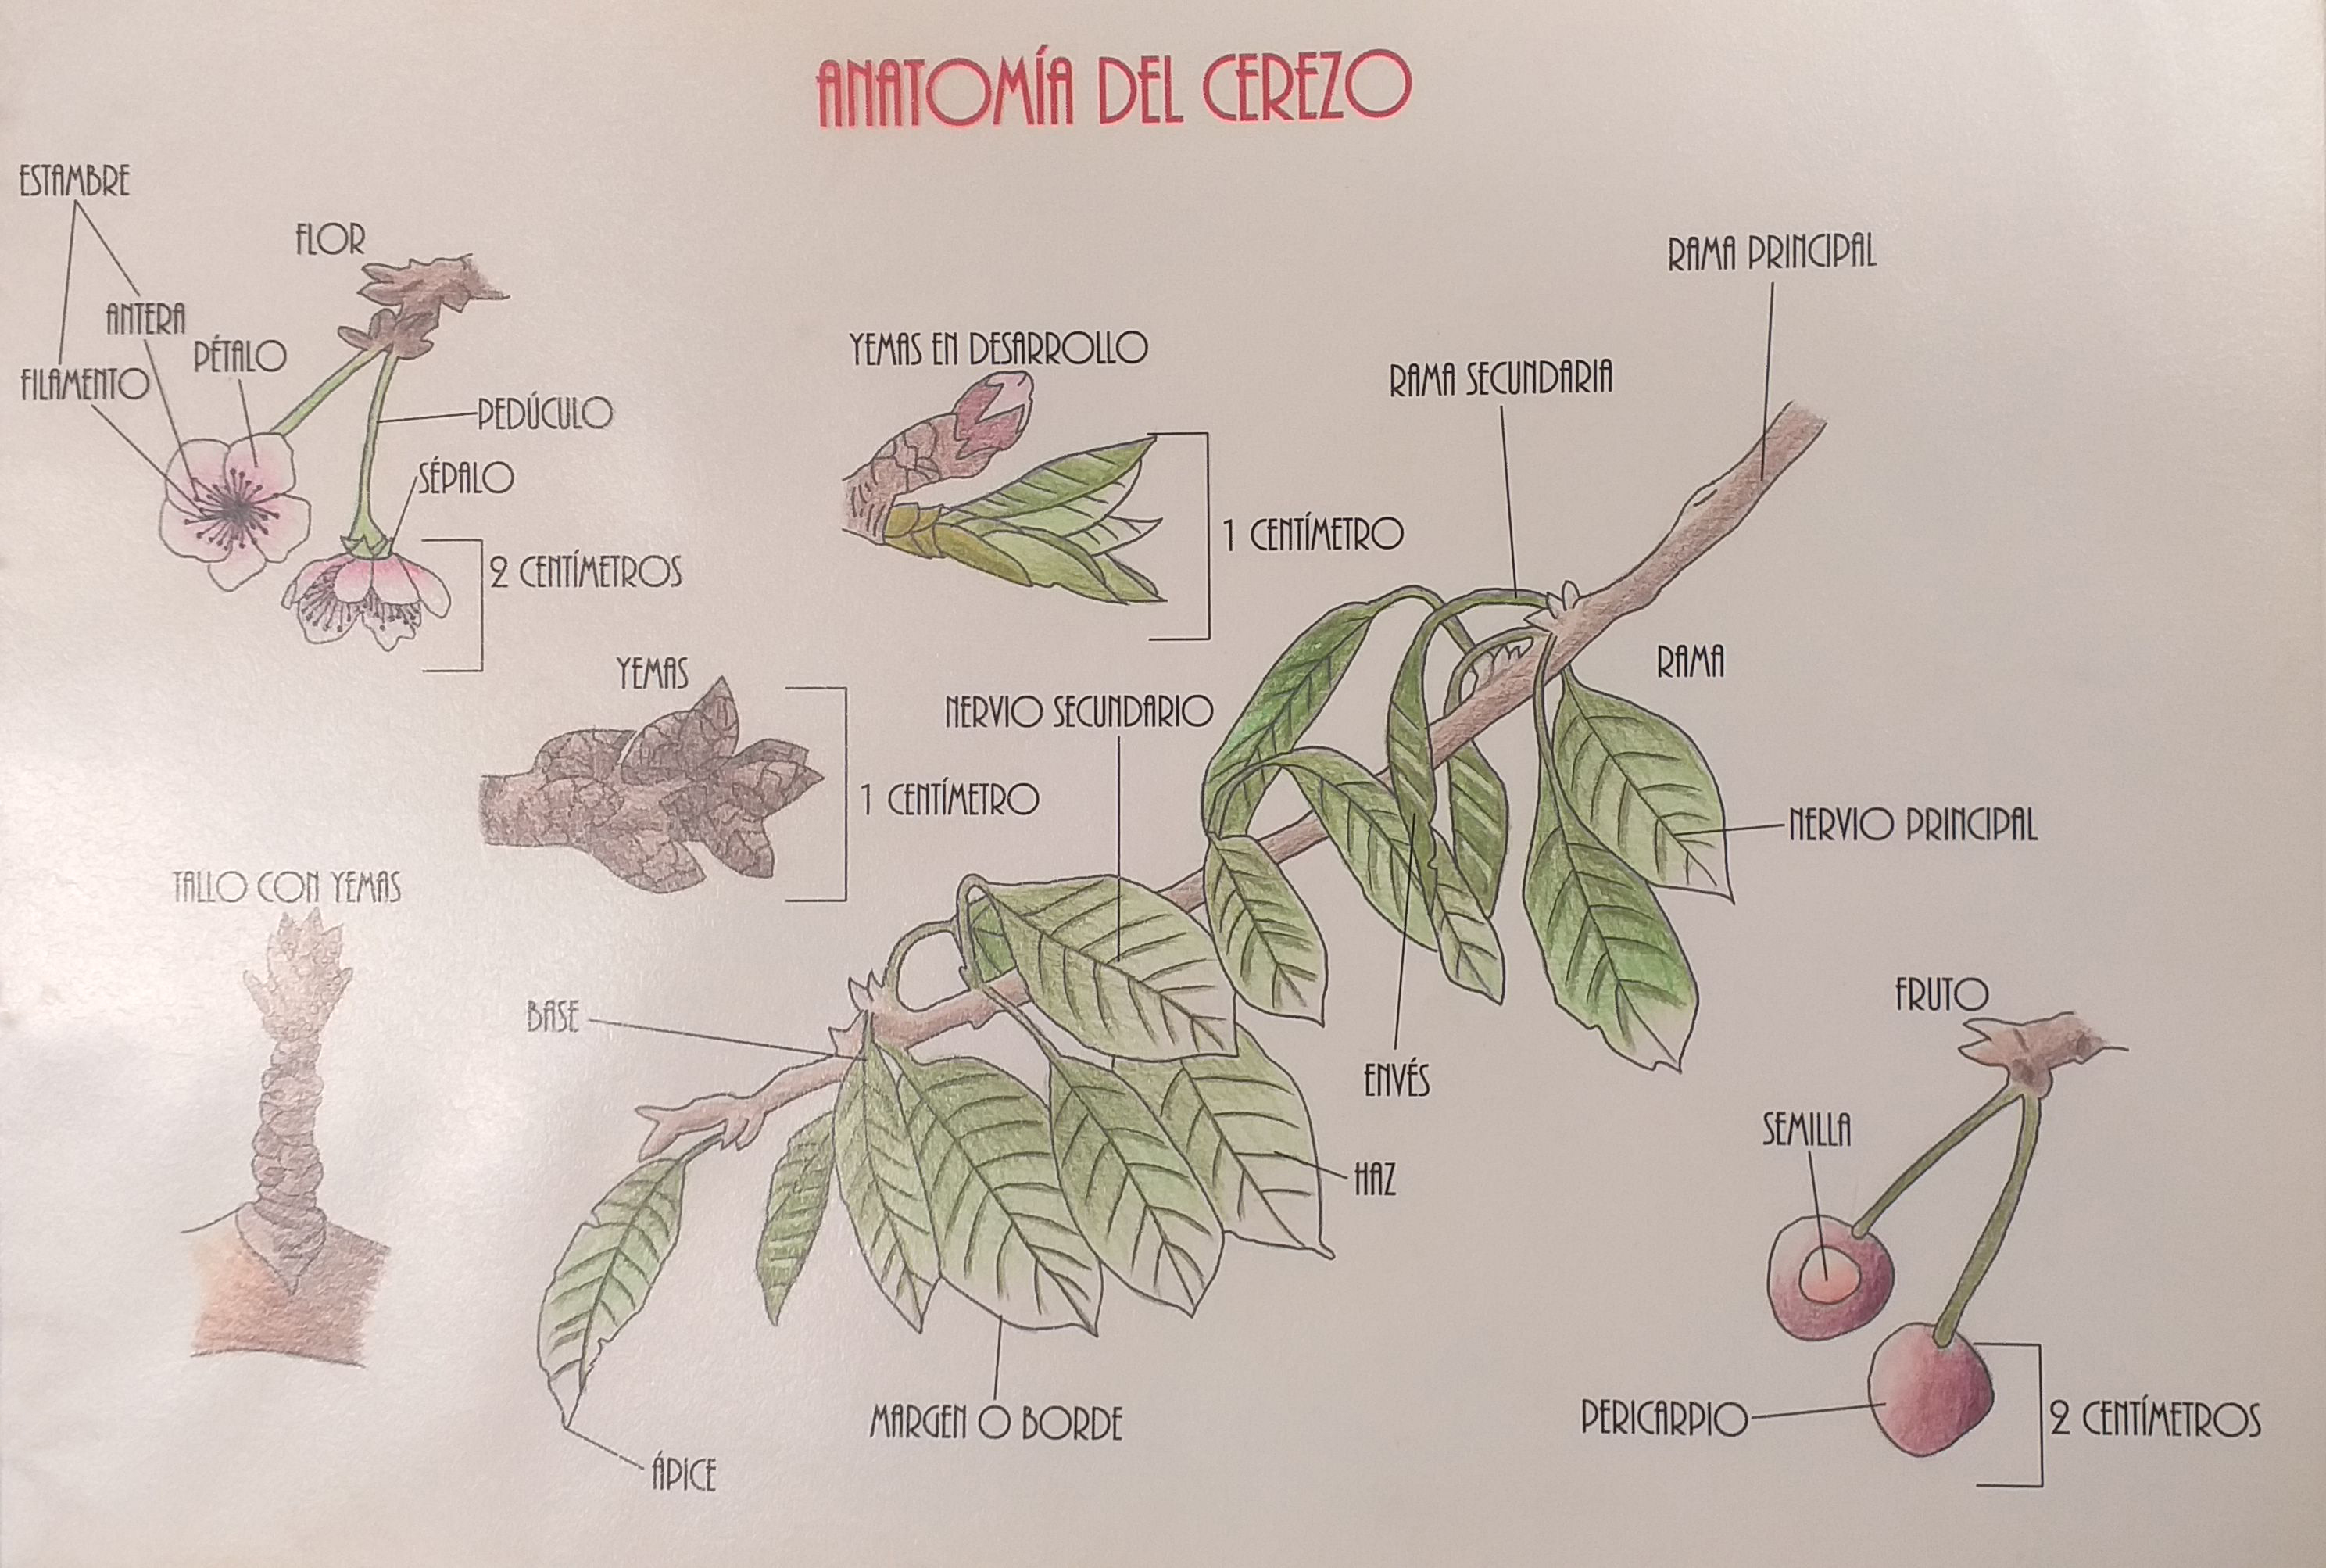 ANATOMÍA DEL CEREZO
ESTAMBRE
FLOR
ANTERA
PÉTALO
FILAMENTO
PEDÚCULO
SÉPALO
2 CENTÍMETROS
YEMAS EN DESARROLLO
1 CENTÍMETRO
RAMA PRINCIPAL
RAMA SECUNDARIA
RAMA
YEMAS
1 CENTÍMETRO
NERVIO SECUNDARIO
NERVIO PRINCIPAL
TALLO CON YEMAS
BASE
ENVÉS
HAZ
MARGEN O BORDE
ÁPICE
FRUTO
SEMILLA
PERICARPIO
2 CENTÍMETROS